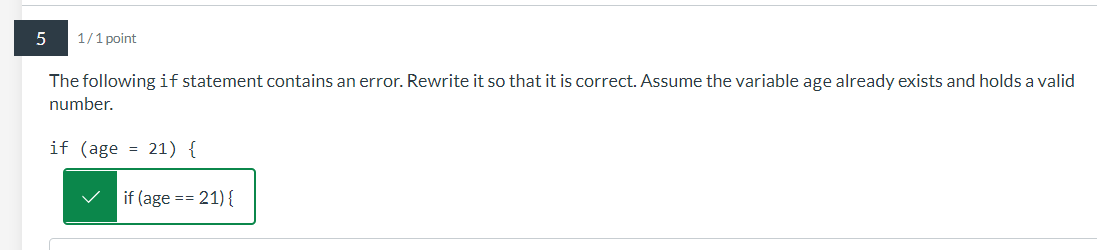 5
1 / 1 point
The following if statement contains an error. Rewrite it so that it is correct. Assume the variable age already exists and holds a valid
number.
if (age = 21) {
if (age == 21) {